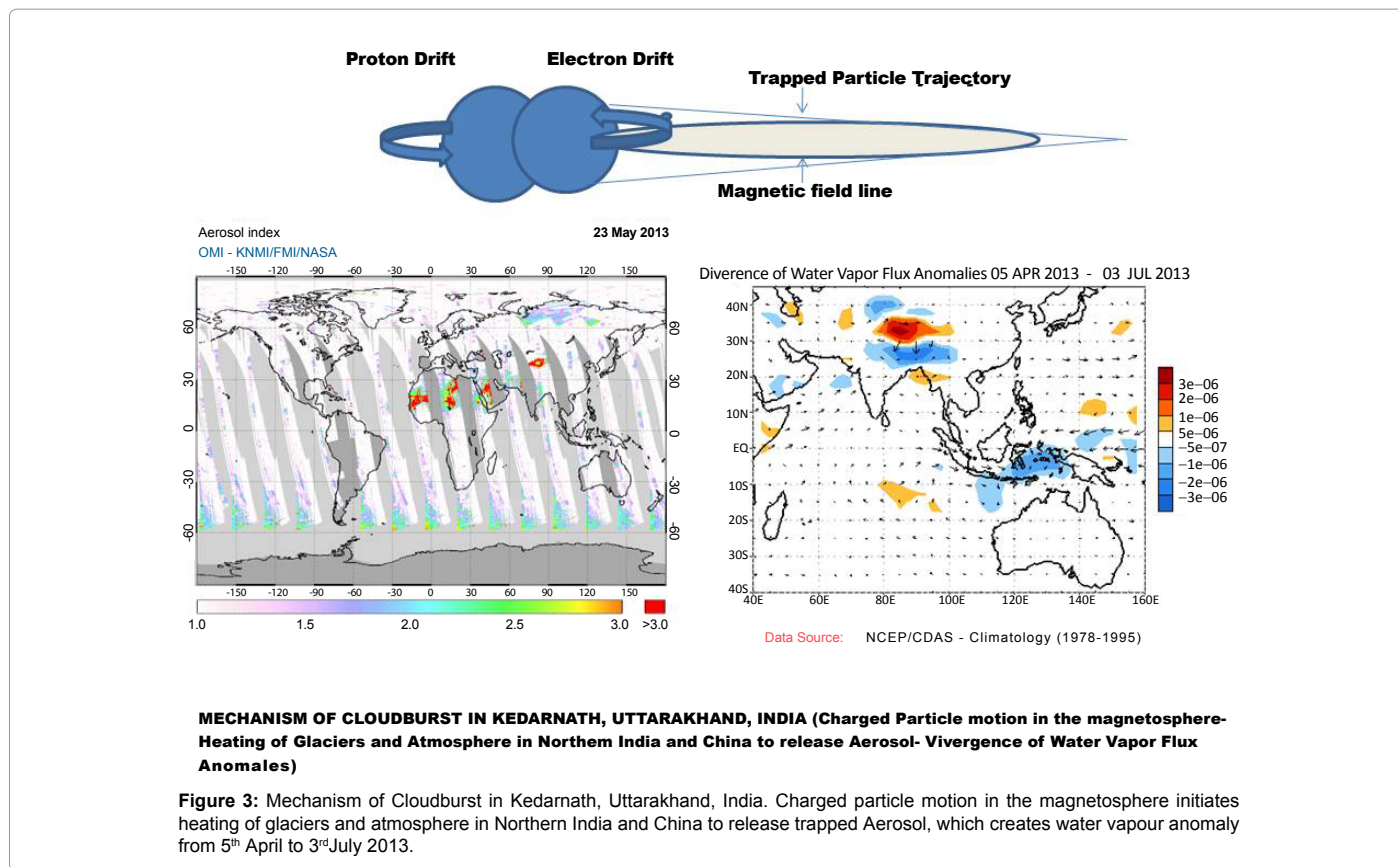 Proton Drift Electron Drift
Trapped Particle Trajectory
Magnetic field line
Aerosol index 23 May 2013
OMI - KNMI/FMI/NASA
-150 -120 -90 -60 -30 0 30 60 90 120 150
60 60
30 30
0 0
-30 -30
-60 -60
-150 -120 -90 -60 -30 0 30 60 90 120 150
1.0 1.5 2.0 2.5 3.0 >3.0
Diverence of Water Vapor Flux Anomalies 05 APR 2013 - 03 JUL 2013
40N
30N
20N
10N
EQ
10S
20S
30S
40S
40E 60E 80E 100E 120E 140E 160E
3e-06
2e-06
1e-06
5e-06
-5e-07
-1e-06
-2e-06
-3e-06
Data Source: NCEP/CDAS - Climatology (1978-1995)
MECHANISM OF CLOUDBURST IN KEDARNATH, UTTARAKHAND, INDIA (Charged Particle motion in the magnetosphere-
Heating of Glaciers and Atmosphere in Northem India and China to release Aerosol- Vivergence of Water Vapor Flux
Anomales)
Figure 3: Mechanism of Cloudburst in Kedarnath, Uttarakhand, India. Charged particle motion in the magnetosphere initiates
heating of glaciers and atmosphere in Northern India and China to release trapped Aerosol, which creates water vapour anomaly
from 5th April to 3rdJuly 2013.